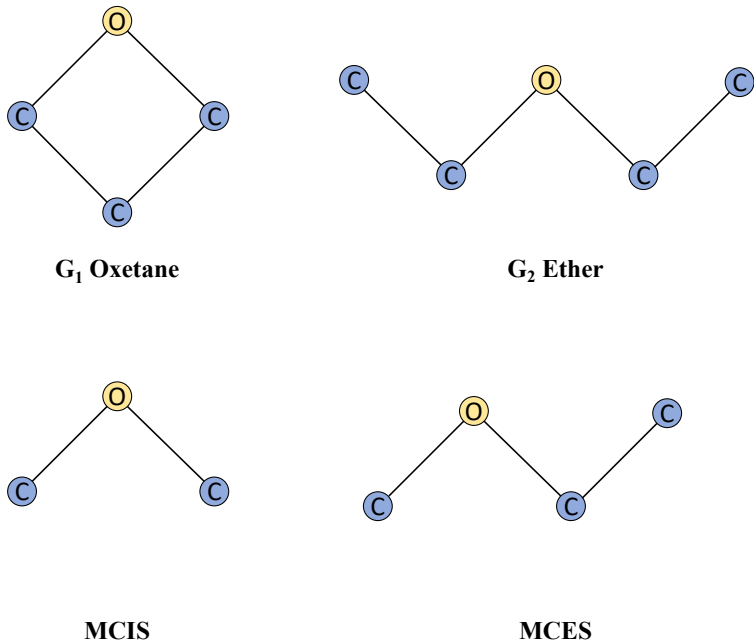 O
C C
C
G₁ Oxetane
C O C
C C
G₂ Ether
O
C C
MCIS
O C
C C
MCES